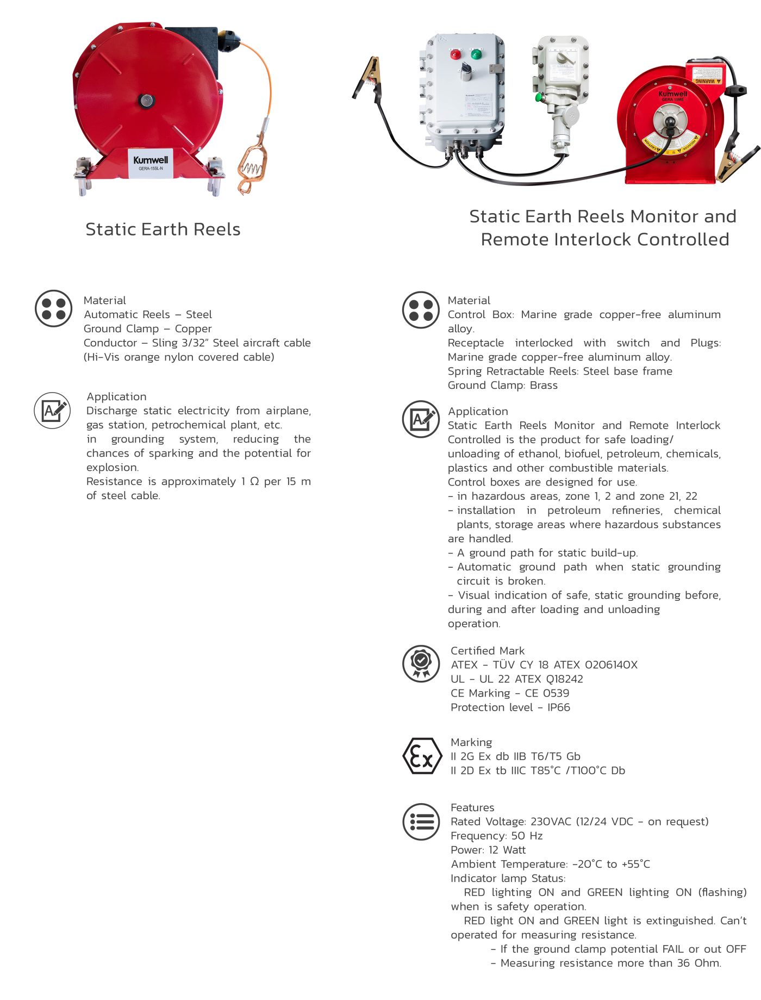 Kumwell
GERA-15SL-N
Kumwell
GERA 15ME
WARNING
CAUTION
Static Earth Reels
Material
Automatic Reels – Steel
Ground Clamp – Copper
Conductor – Sling 3/32” Steel aircraft cable
(Hi-Vis orange nylon covered cable)
Application
Discharge static electricity from airplane,
gas station, petrochemical plant, etc.
in grounding system, reducing the
chances of sparking and the potential for
explosion.
Resistance is approximately 1 Ω per 15 m
of steel cable.
Static Earth Reels Monitor and
Remote Interlock Controlled
Material
Control Box: Marine grade copper-free aluminum
alloy.
Receptacle interlocked with switch and Plugs:
Marine grade copper-free aluminum alloy.
Spring Retractable Reels: Steel base frame
Ground Clamp: Brass
Application
Static Earth Reels Monitor and Remote Interlock
Controlled is the product for safe loading/
unloading of ethanol, biofuel, petroleum, chemicals,
plastics and other combustible materials.
Control boxes are designed for use.
- in hazardous areas, zone 1, 2 and zone 21, 22
- installation in petroleum refineries, chemical
plants, storage areas where hazardous substances
are handled.
- A ground path for static build-up.
- Automatic ground path when static grounding
circuit is broken.
- Visual indication of safe, static grounding before,
during and after loading and unloading
operation.
Certified Mark
ATEX - TÜV CY 18 ATEX 0206140X
UL - UL 22 ATEX Q18242
CE Marking - CE 0539
Protection level - IP66
Marking
II 2G Ex db IIB T6/T5 Gb
II 2D Ex tb IIIC T85°C /T100°C Db
Features
Rated Voltage: 230VAC (12/24 VDC - on request)
Frequency: 50 Hz
Power: 12 Watt
Ambient Temperature: -20°C to +55°C
Indicator lamp Status:
RED lighting ON and GREEN lighting ON (flashing)
when is safety operation.
RED light ON and GREEN light is extinguished. Can’t
operated for measuring resistance.
- If the ground clamp potential FAIL or out OFF
- Measuring resistance more than 36 Ohm.